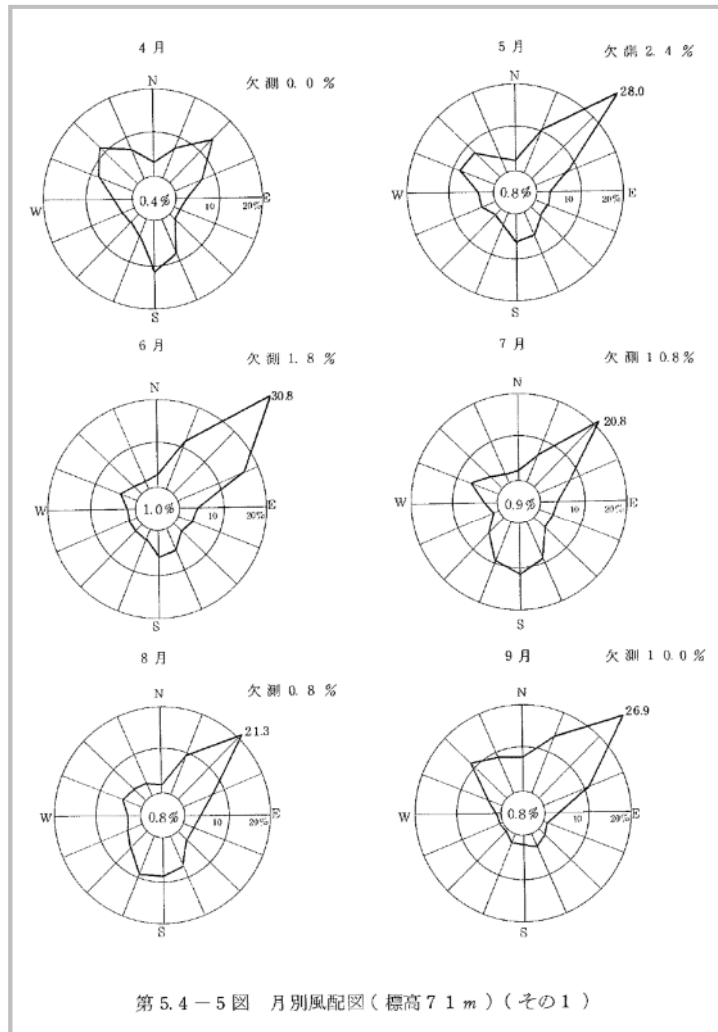 4月
欠測 0.0 %
N
W
E
S
0.4%
10
20%
5月
欠測 2.4 %
N
28.0
W
E
S
0.8%
10
20%
6月
欠測 1.8 %
N
30.8
W
E
S
1.0%
10
20%
7月
欠測 10.8 %
N
20.8
W
E
S
0.9%
10
20%
8月
欠測 0.8 %
N
21.3
W
E
S
0.8%
10
20%
9月
欠測 10.0 %
N
26.9
W
E
S
0.8%
10
20%
第5.4-5図 月別風配図(標高71m)(その1)